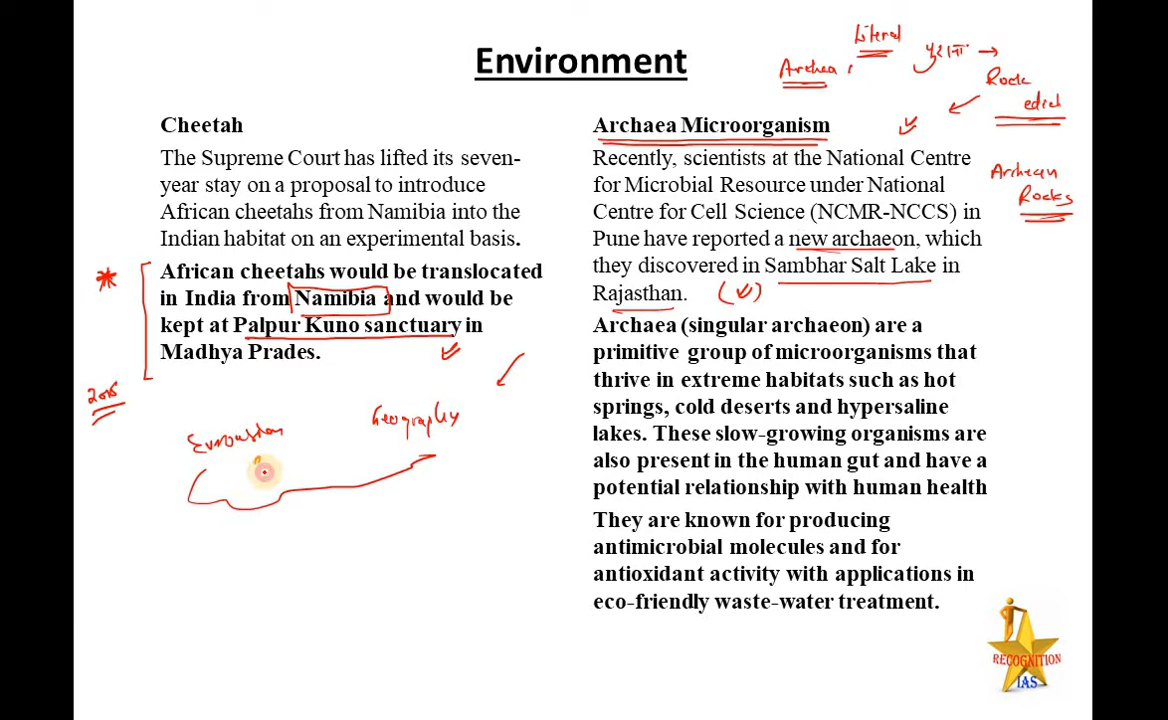 Environment
Literal
Archea,
पुराना →
Rock
Cheetah
The Supreme Court has lifted its seven-
year stay on a proposal to introduce
African cheetahs from Namibia into the
Indian habitat on an experimental basis.
African cheetahs would be translocated
in India from Namibia and would be
kept at Palpur Kuno sanctuary in
Madhya Prades.
Geography
Archaea Microorganism
Archean
Rocks
Recently, scientists at the National Centre
for Microbial Resource under National
Centre for Cell Science (NCMR-NCCS) in
Pune have reported a new archaeon, which
they discovered in Sambhar Salt Lake in
Rajasthan.
Archaea (singular archaeon) are a
primitive group of microorganisms that
thrive in extreme habitats such as hot
springs, cold deserts and hypersaline
lakes. These slow-growing organisms are
also present in the human gut and have a
potential relationship with human health
They are known for producing
antimicrobial molecules and for
antioxidant activity with applications in
eco-friendly waste-water treatment.
RECOGNITION
IAS